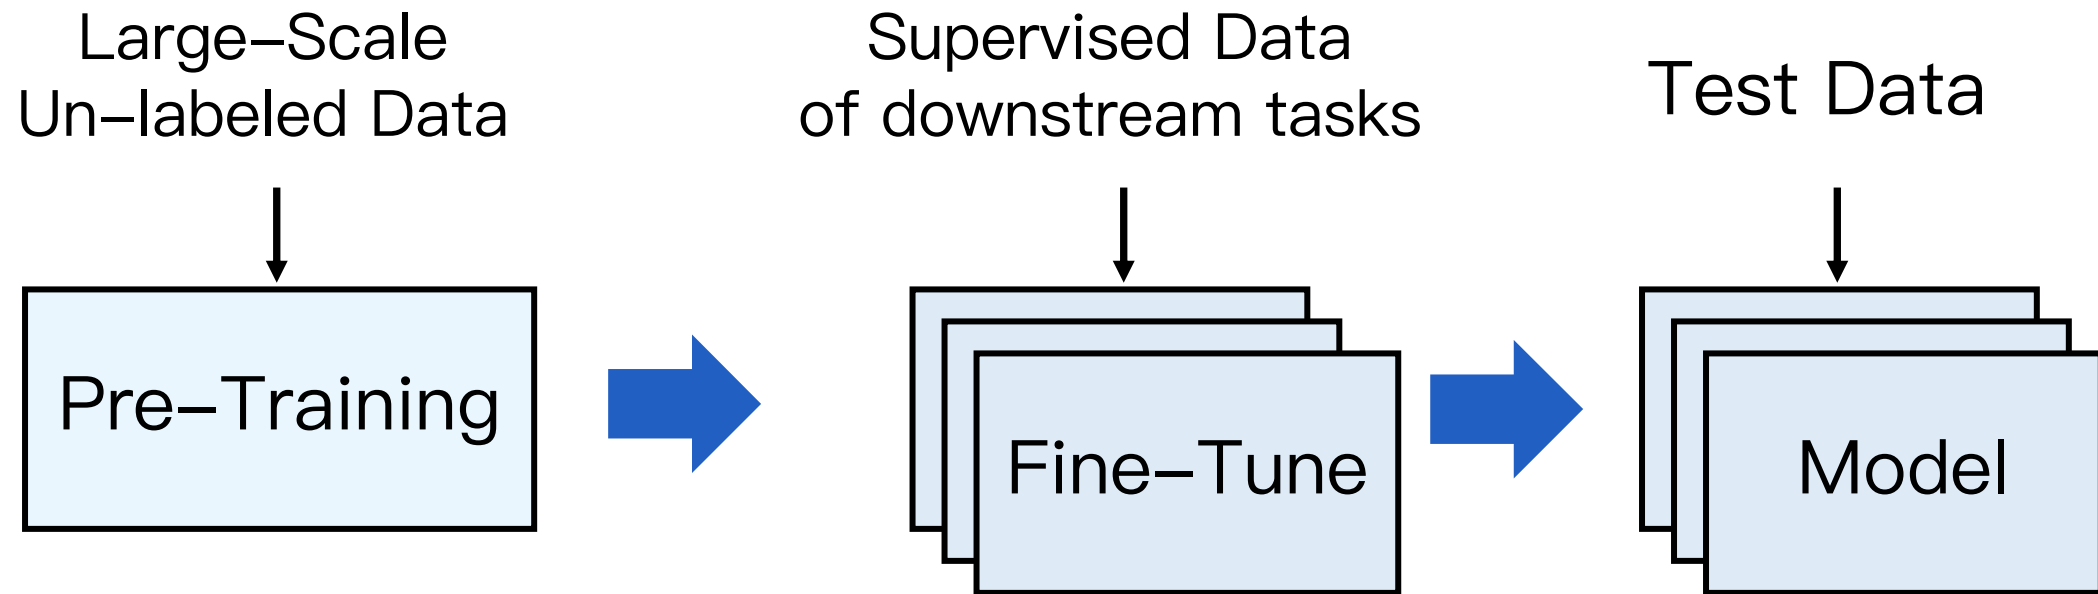 Large-Scale
Un-labeled Data
Supervised Data
of downstream tasks
Test Data
Pre-Training
Fine-Tune
Model